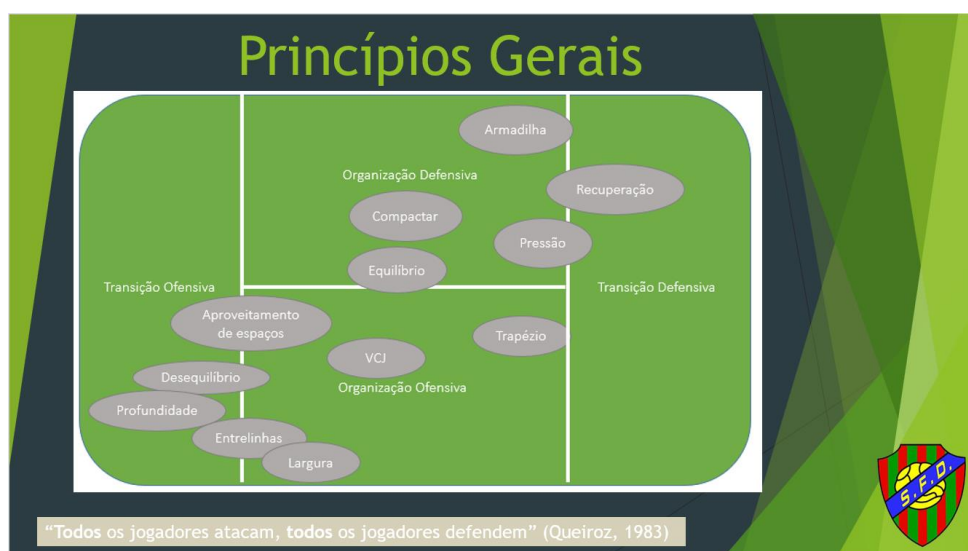 Princípios Gerais
Armadilha
Organização Defensiva
Recuperação
Compactar
Pressão
Equilíbrio
Transição Ofensiva
Transição Defensiva
Aproveitamento
de espaços
Trapézio
VCJ
Desequilíbrio
Organização Ofensiva
Profundidade
Entrelinhas
Largura
S.F.D.
“Todos os jogadores atacam, todos os jogadores defendem” (Queiroz, 1983)